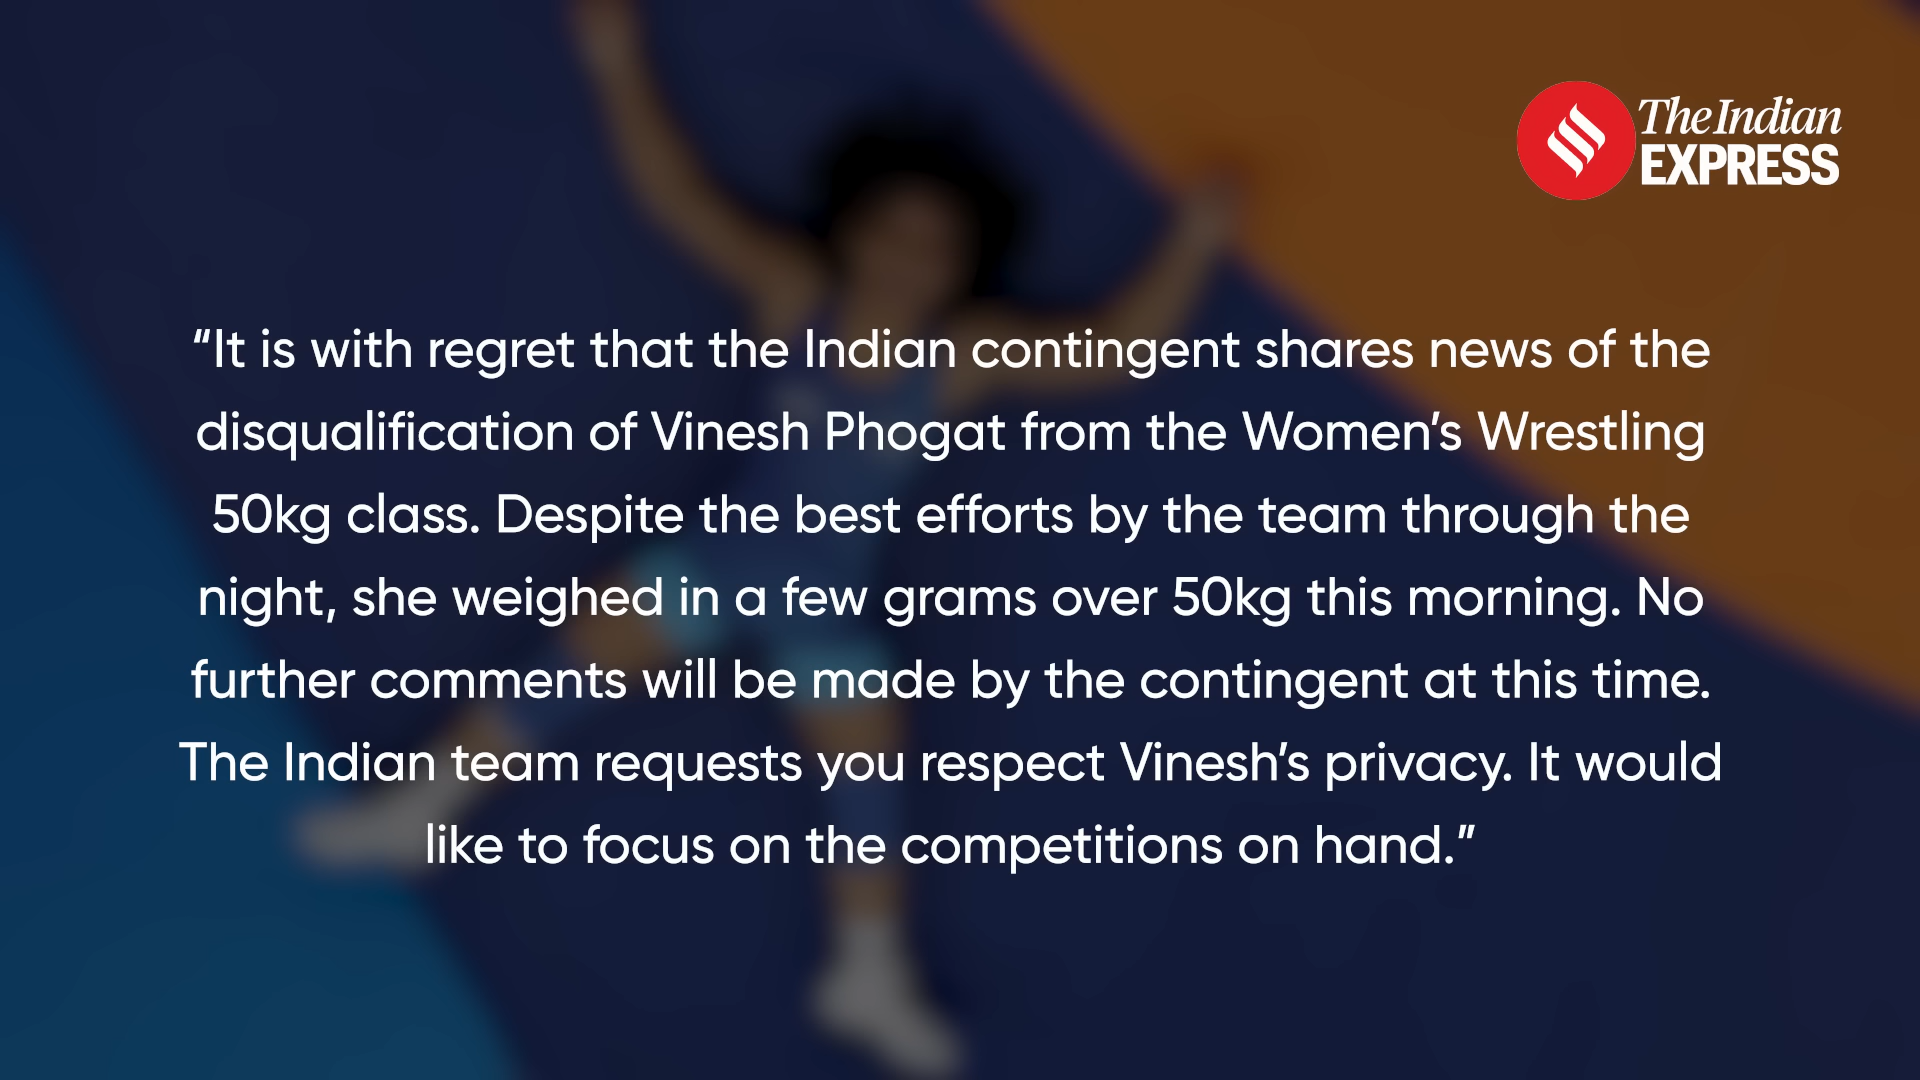 The Indian
EXPRESS
“It is with regret that the Indian contingent shares news of the
disqualification of Vinesh Phogat from the Women’s Wrestling
50kg class. Despite the best efforts by the team through the
night, she weighed in a few grams over 50kg this morning. No
further comments will be made by the contingent at this time.
The Indian team requests you respect Vinesh’s privacy. It would
like to focus on the competitions on hand.”